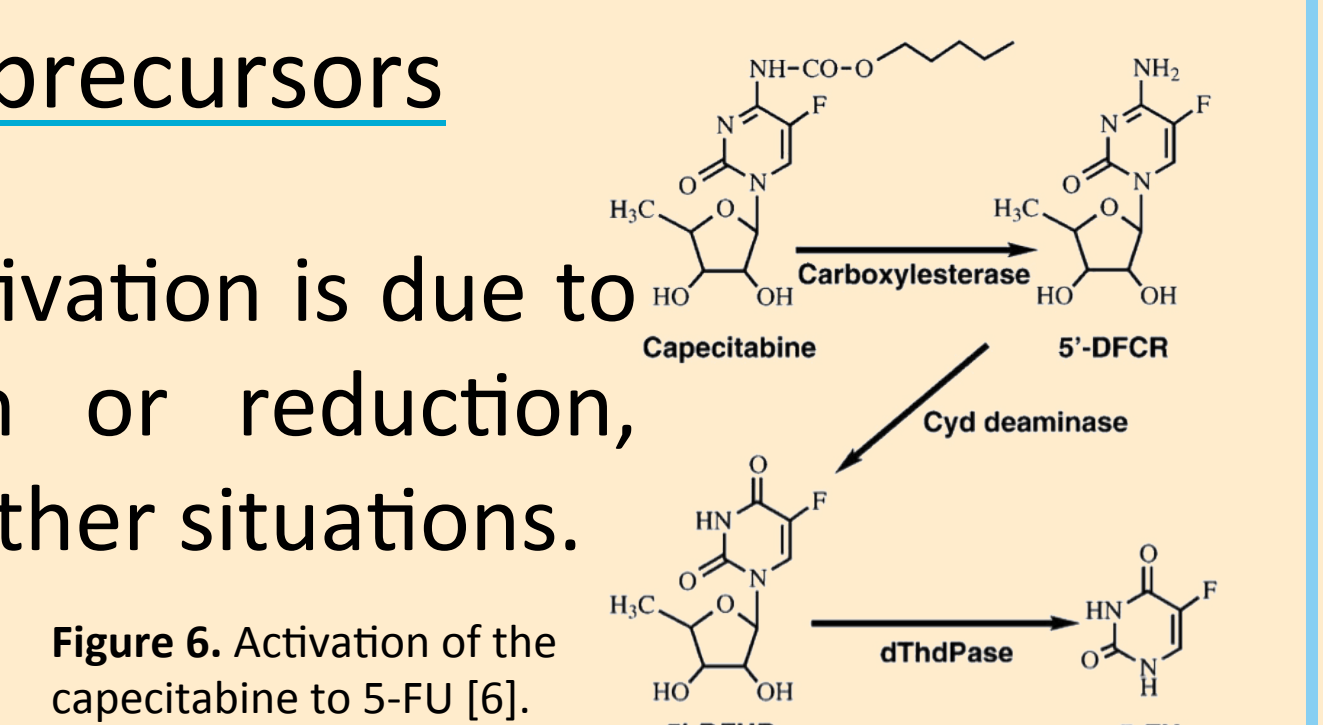 precursors
ivation is due to
or reduction,
ther situations.
Figure 6. Activation of the
capecitabine to 5-FU [6].
NH-CO-O
F
N
O
N
H₃C
O
HO
OH
Capecitabine
Carboxylesterase
NH₂
F
N
O
N
H₃C
O
HO
OH
5'-DFCR
Cyd deaminase
O
F
HN
O
N
H₃C
O
HO
OH
dThdPase
O
F
HN
O
N
H